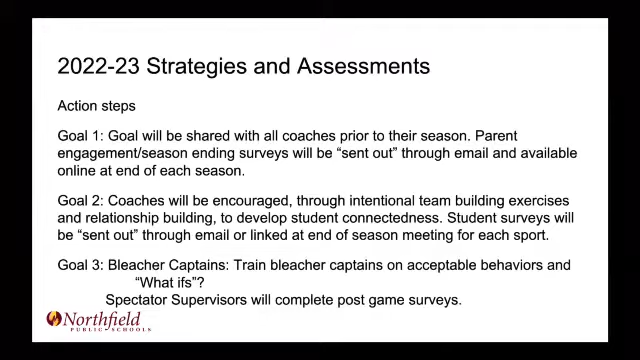 2022-23 Strategies and Assessments
Action steps
Goal 1: Goal will be shared with all coaches prior to their season. Parent
engagement/season ending surveys will be “sent out” through email and available
online at end of each season.
Goal 2: Coaches will be encouraged, through intentional team building exercises
and relationship building, to develop student connectedness. Student surveys will
be “sent out” through email or linked at end of season meeting for each sport.
Goal 3: Bleacher Captains: Train bleacher captains on acceptable behaviors and
“What ifs”?
Spectator Supervisors will complete post game surveys.
Northfield
PUBLIC SCHOOLS